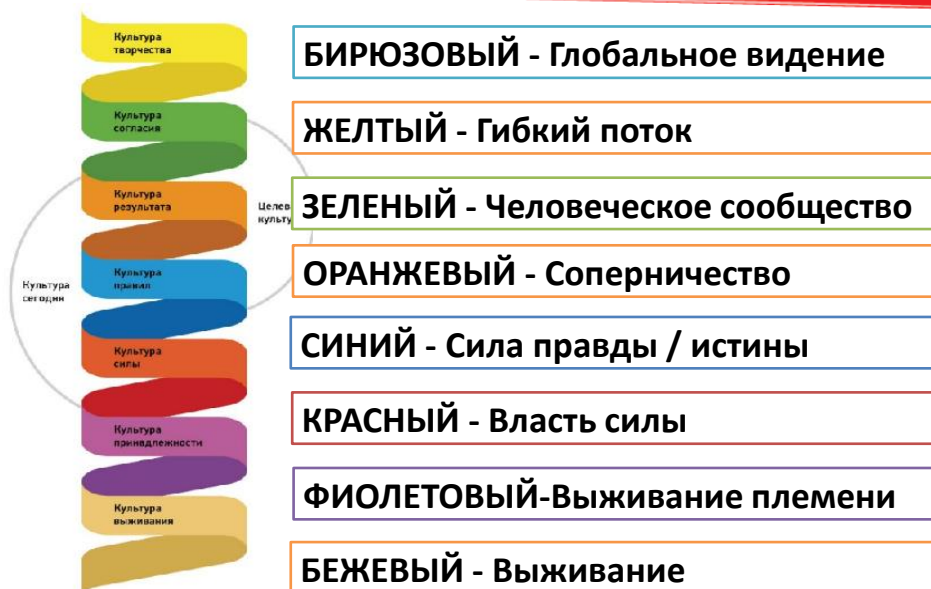 Культура
творчества
БИРЮЗОВЫЙ - Глобальное видение
Культура
согласия
ЖЕЛТЫЙ - Гибкий поток
Культура
результата
Целев
культу
ЗЕЛЕНЫЙ - Человеческое сообщество
ОРАНЖЕВЫЙ - Соперничество
Культура
правил
Культура
сегодня
СИНИЙ - Сила правды / истины
Культура
силы
КРАСНЫЙ - Власть силы
Культура
принадлежности
ФИОЛЕТОВЫЙ-Выживание племени
Культура
выживания
БЕЖЕВЫЙ - Выживание